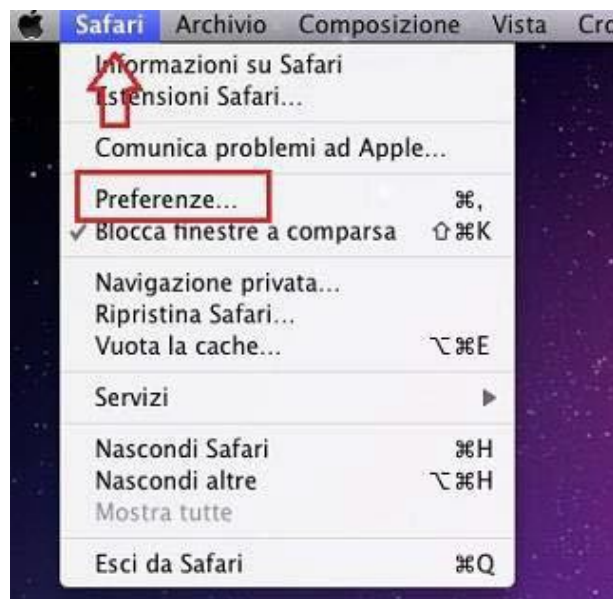 Safari Archivio Composizione Vista Cro
Informazioni su Safari
Estensioni Safari...
Comunica problemi ad Apple...
Preferenze... ⌘,
✓ Blocca finestre a comparsa ⇧⌘K
Navigazione privata...
Ripristina Safari...
Vuota la cache... ⌥⌘E
Servizi ▶
Nascondi Safari ⌘H
Nascondi altre ⌥⌘H
Mostra tutte
Esci da Safari ⌘Q